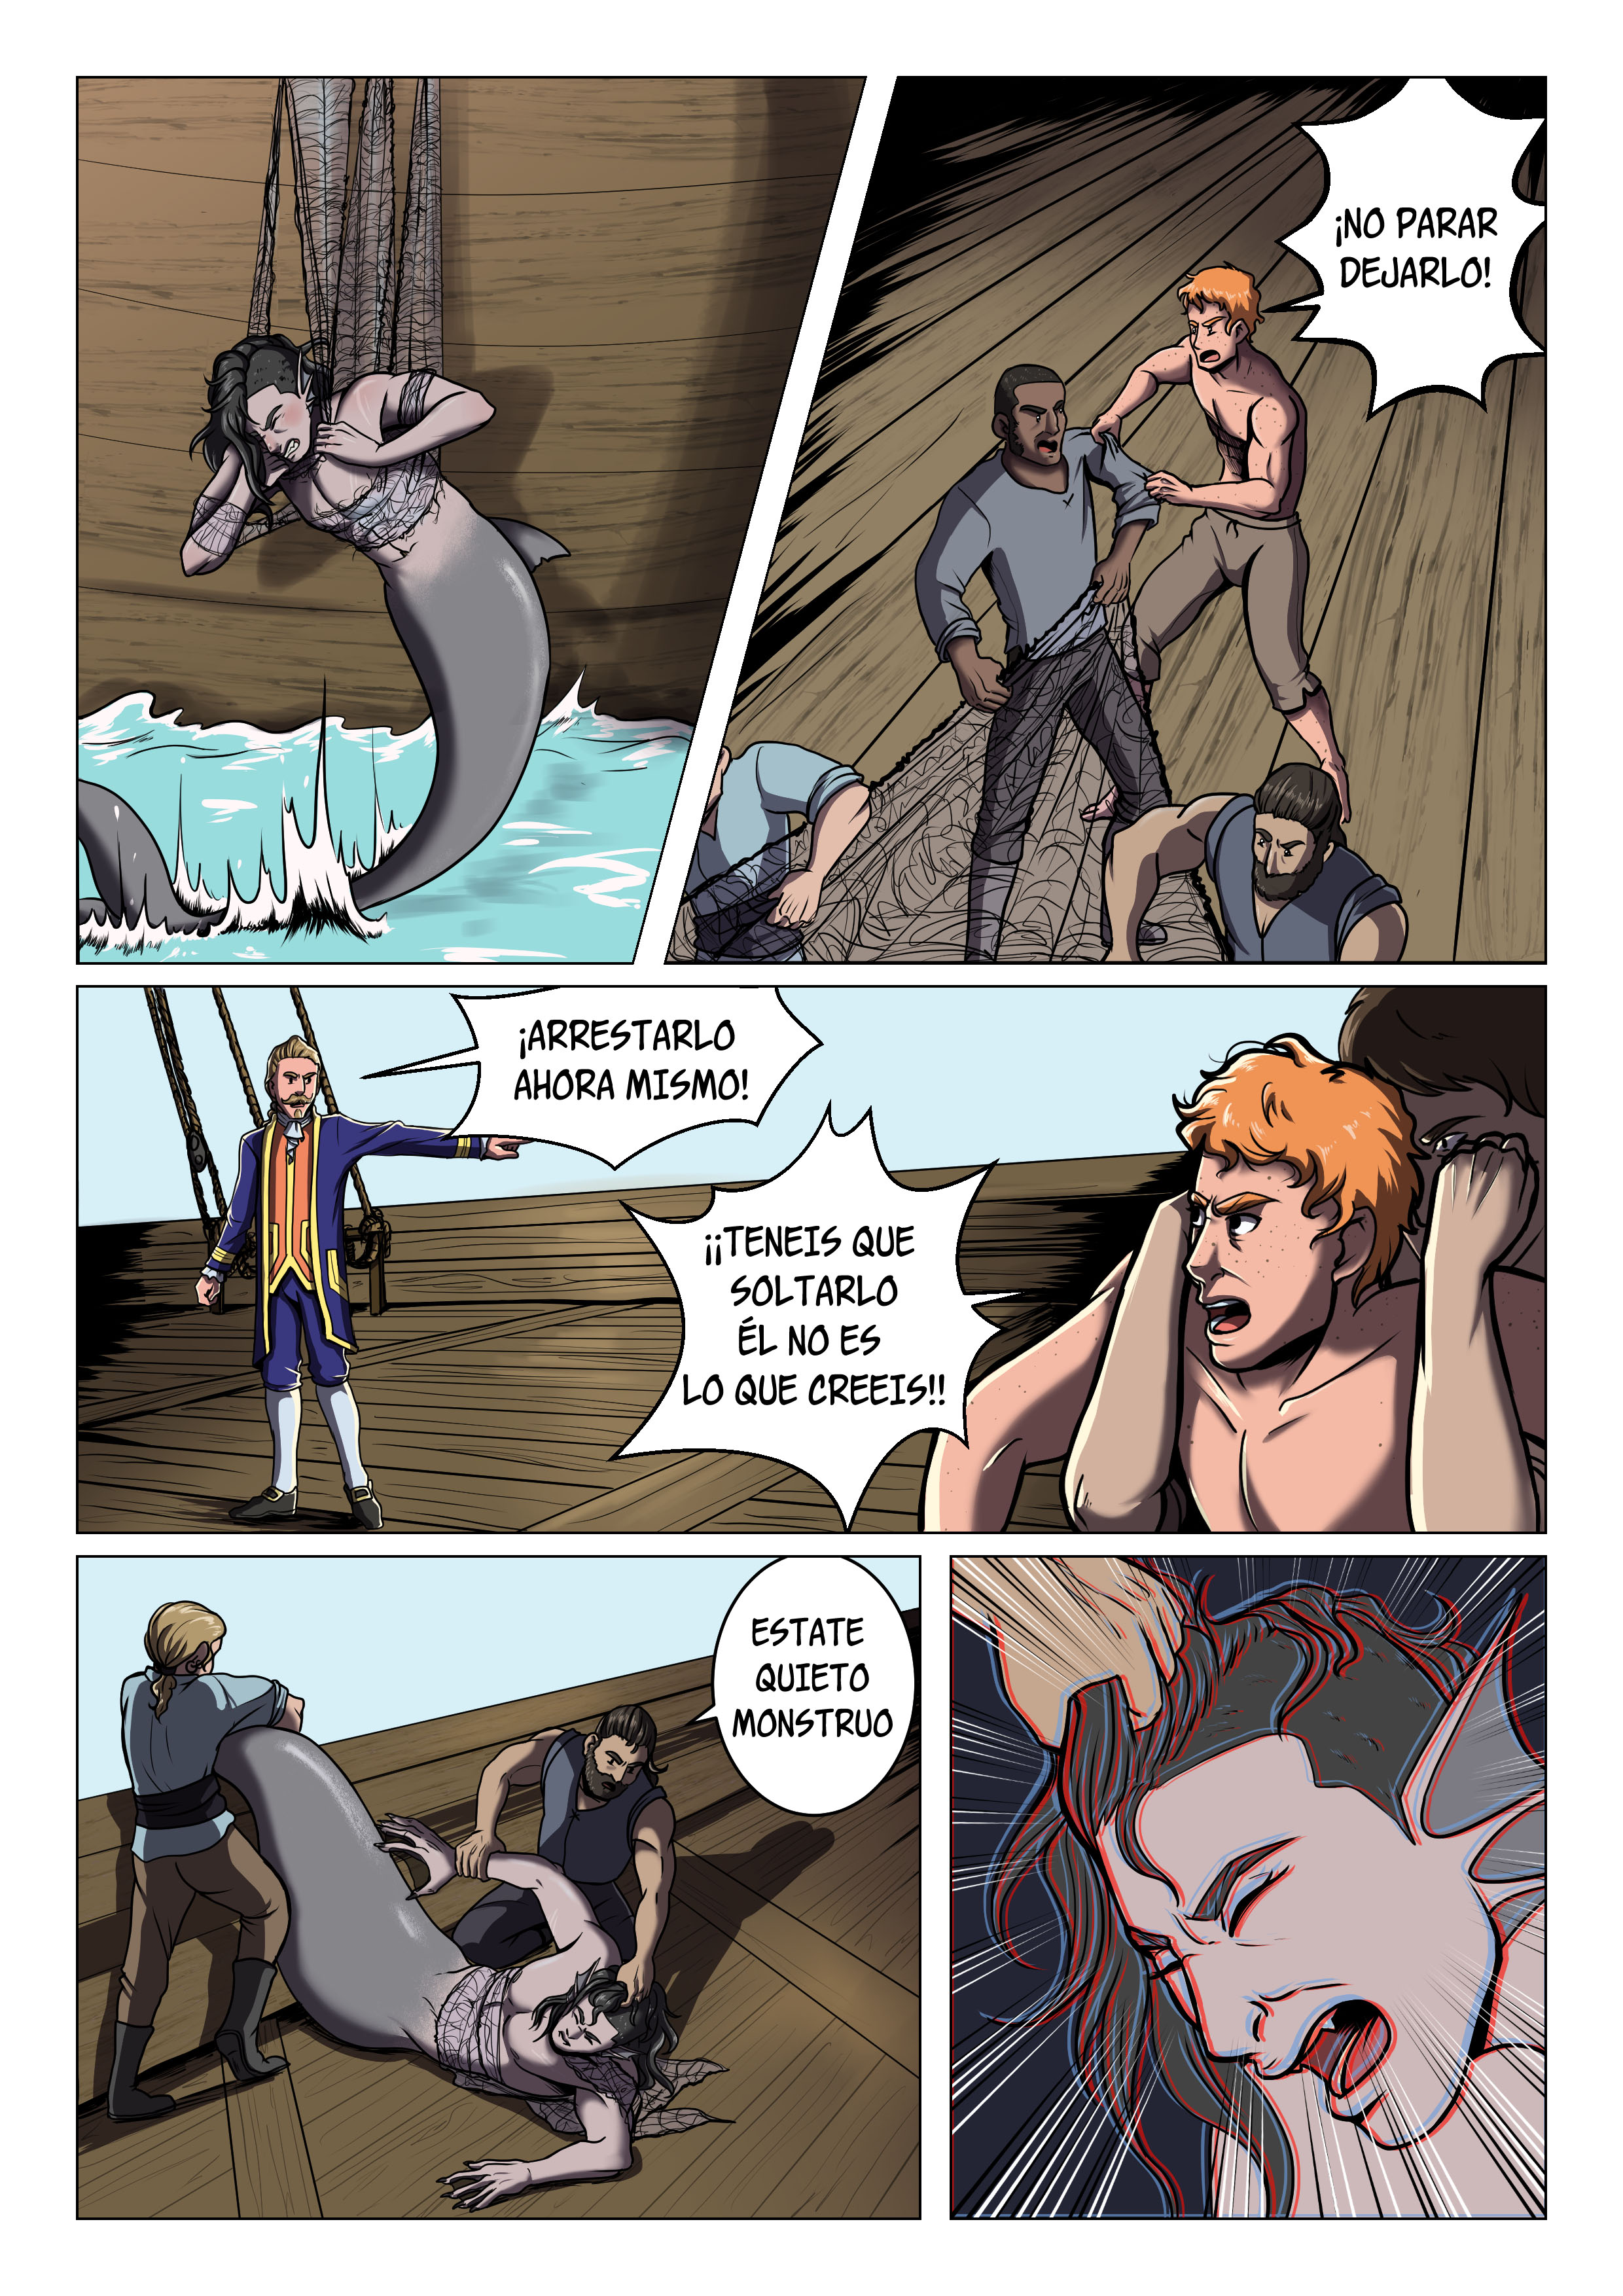 ¡NO PARAR
DEJARLO!
¡ARRESTARLO
AHORA MISMO!
¡¡TENEIS QUE
SOLTARLO
ÉL NO ES
LO QUE CREEIS!!
ESTATE
QUIETO
MONSTRUO